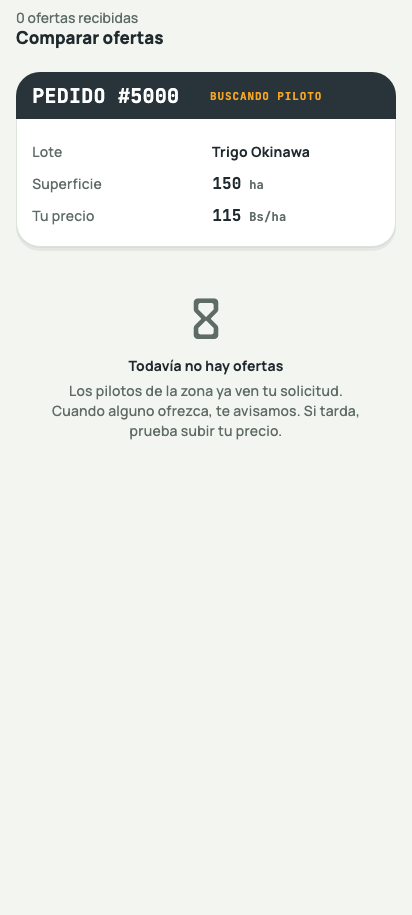 0 ofertas recibidas
Comparar ofertas
PEDIDO #5000 BUSCANDO PILOTO
Lote Trigo Okinawa
Superficie 150 ha
Tu precio 115 Bs/ha
Todavía no hay ofertas
Los pilotos de la zona ya ven tu solicitud.
Cuando alguno ofrezca, te avisamos. Si tarda,
prueba subir tu precio.